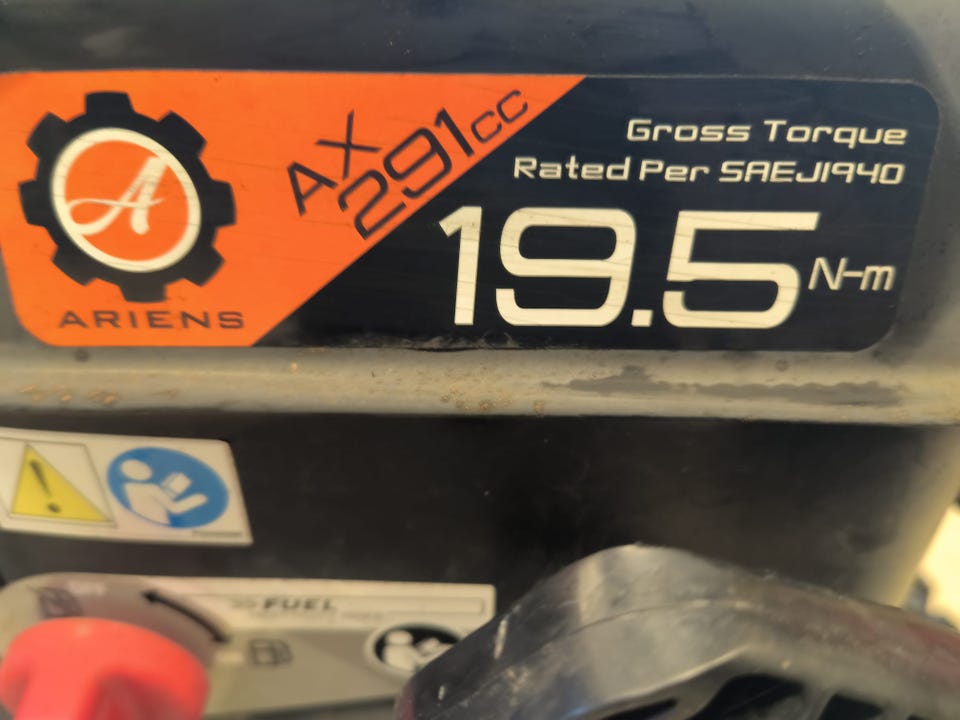 A
ARIENS
AX
291cc
Gross Torque
Rated Per SAEJ1940
19.5 N-m
FUEL